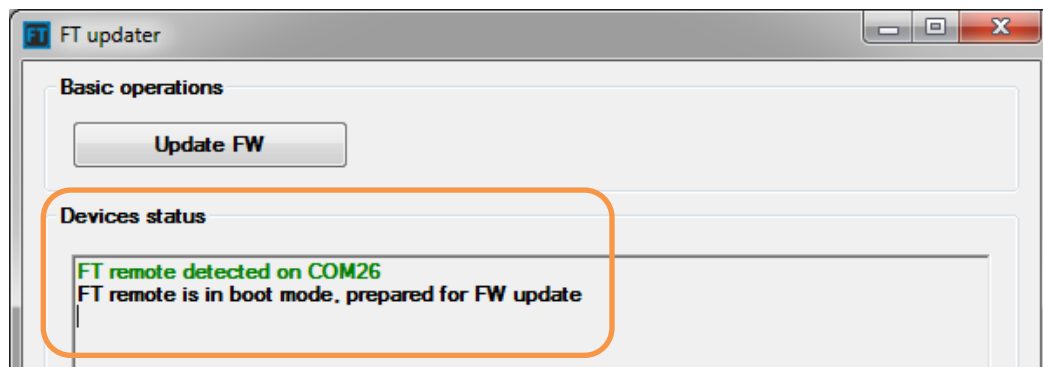 FT FT updater
Basic operations
Update FW
Devices status
FT remote detected on COM26
FT remote is in boot mode, prepared for FW update